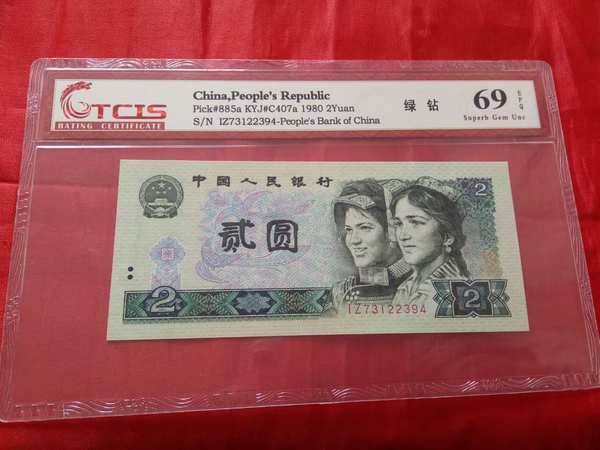 TCIS
RATING CERTIFICATE
China,People's Republic
Pick#885a KYJ#C407a 1980 2Yuan
S/N IZ73122394-People's Bank of China
绿 钻
69
EPQ
Superb Gem Unc
中国人民银行
2
贰圆
2
IZ73122394
2